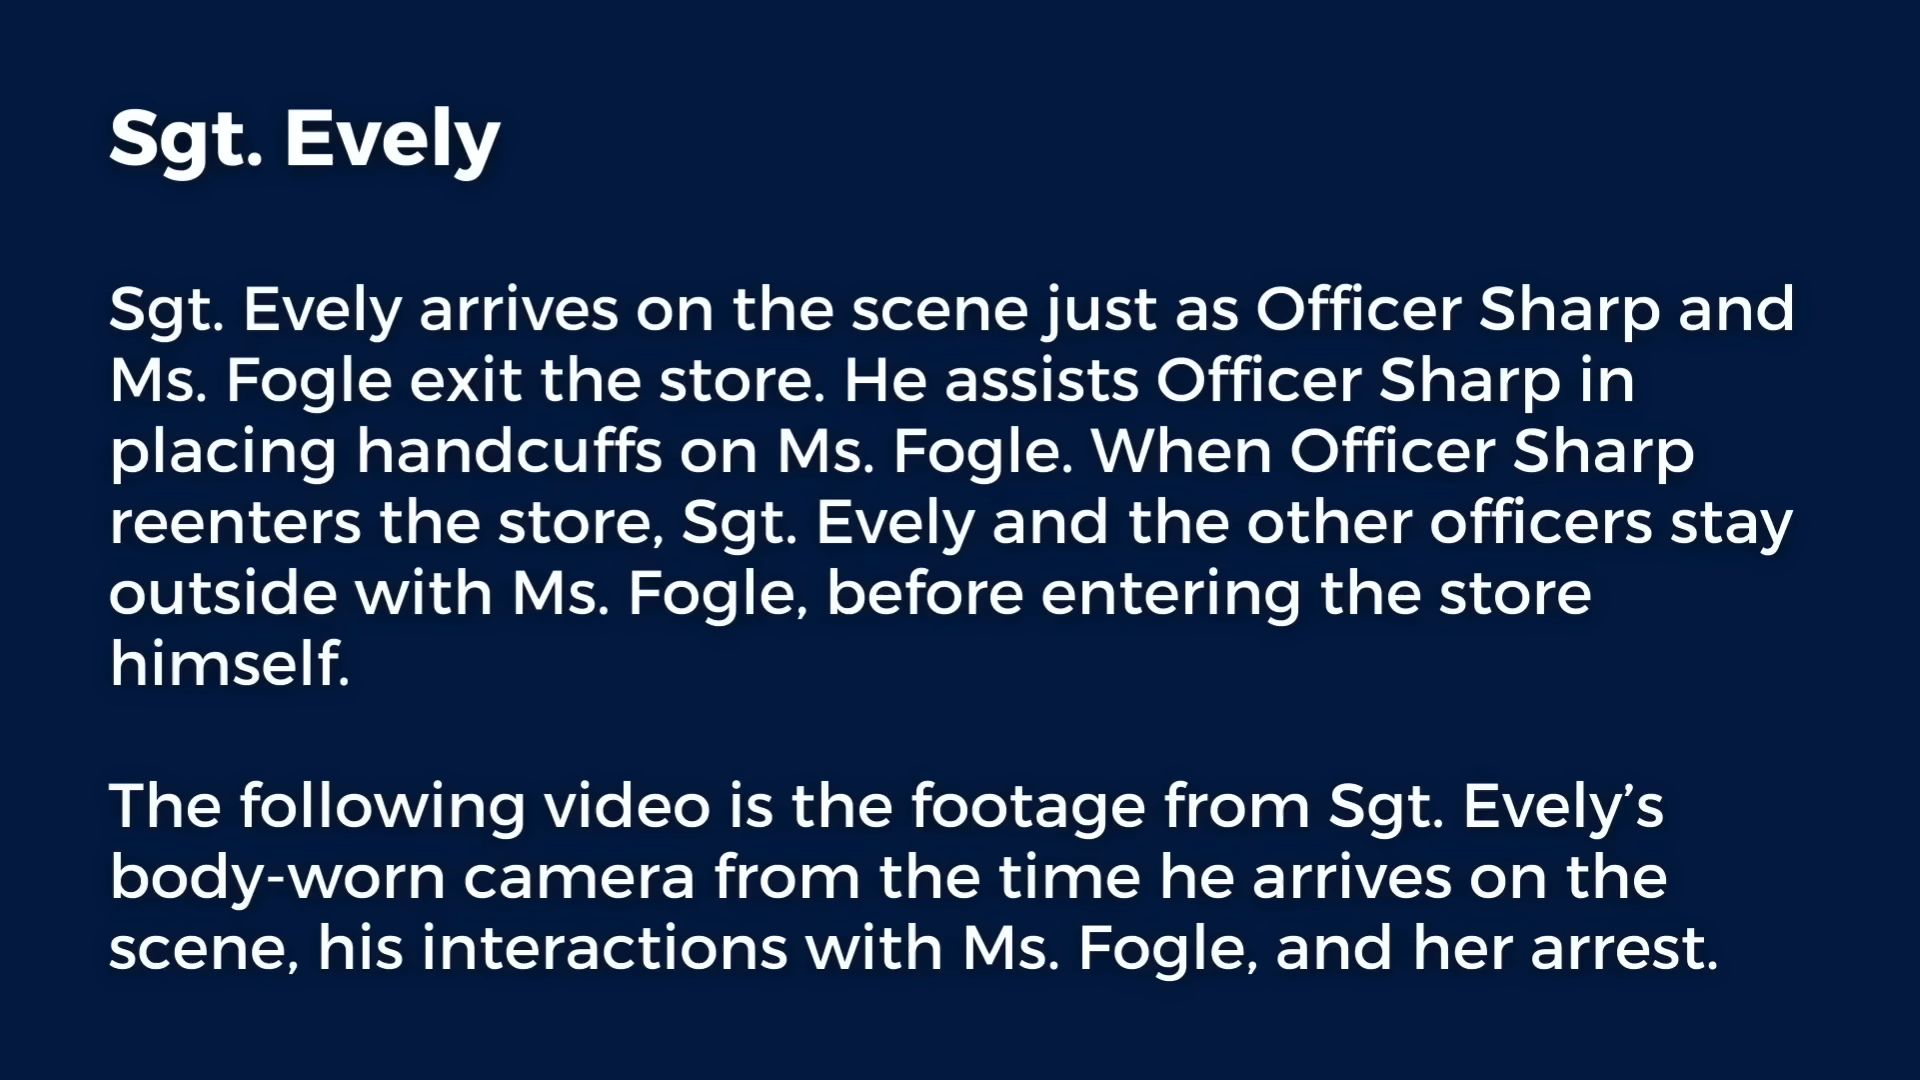 Sgt. Evely
Sgt. Evely arrives on the scene just as Officer Sharp and
Ms. Fogle exit the store. He assists Officer Sharp in
placing handcuffs on Ms. Fogle. When Officer Sharp
reenters the store, Sgt. Evely and the other officers stay
outside with Ms. Fogle, before entering the store
himself.
The following video is the footage from Sgt. Evely’s
body-worn camera from the time he arrives on the
scene, his interactions with Ms. Fogle, and her arrest.